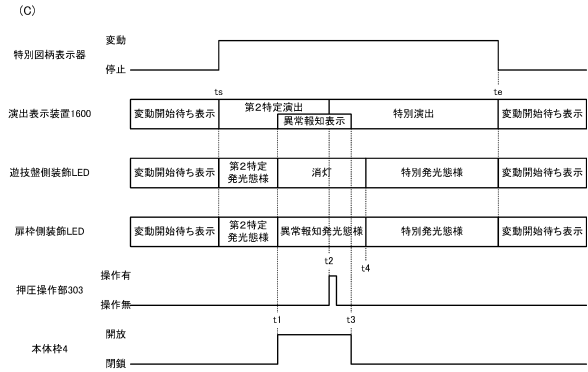 (C)
特別図柄表示器
変動
停止
ts
te
演出表示装置1600
変動開始待ち表示
第2特定演出
異常報知表示
特別演出
変動開始待ち表示
遊技盤側装飾LED
変動開始待ち表示
第2特定
発光態様
消灯
特別発光態様
変動開始待ち表示
扉枠側装飾LED
変動開始待ち表示
第2特定
発光態様
異常報知発光態様
特別発光態様
変動開始待ち表示
t2
t4
押圧操作部303
操作有
操作無
t1
t3
本体枠4
開放
閉鎖